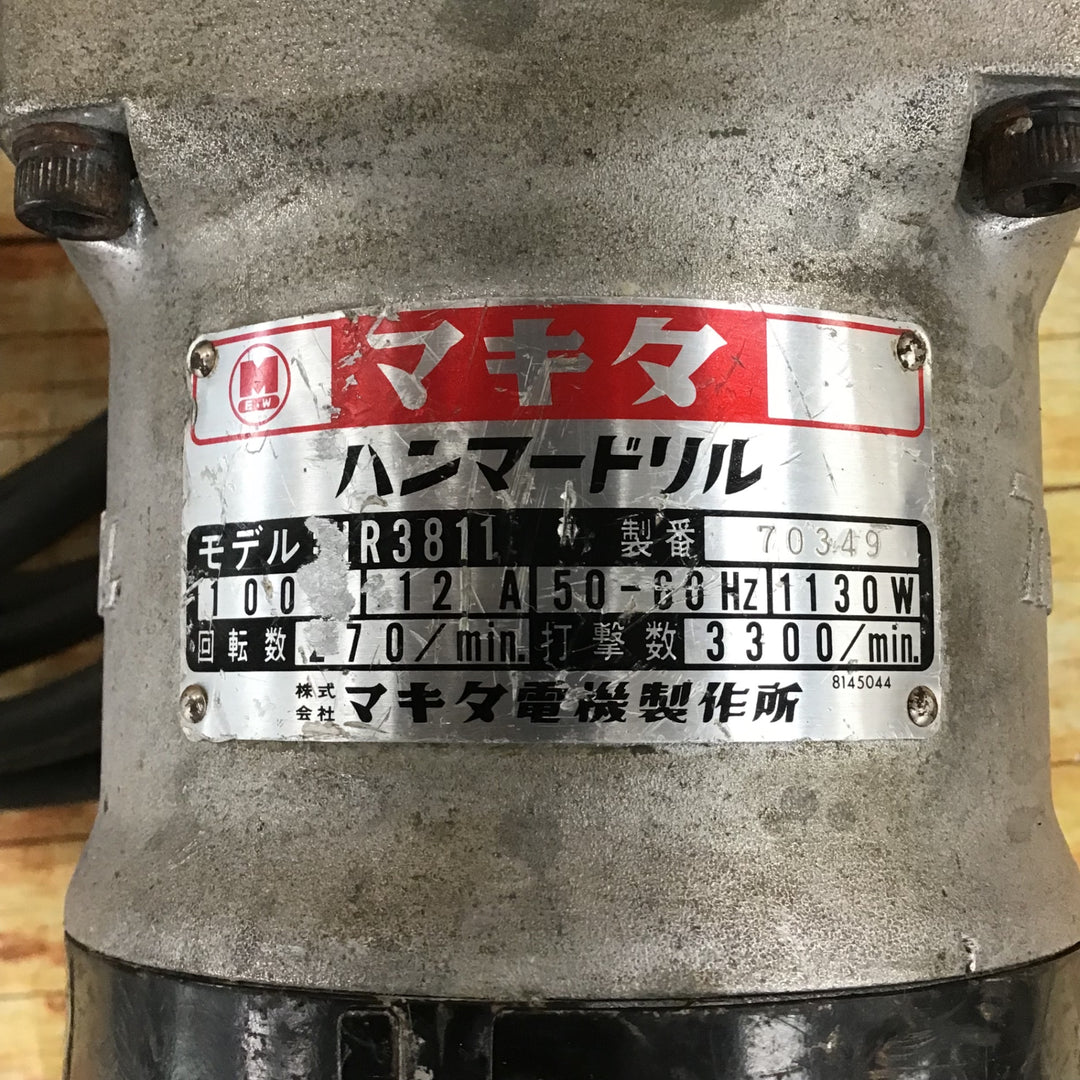 マキタ
M
E・W
ハンマードリル
モデル HR3811 製番 70349
100 12 A 50-60Hz 1130W
回転数 270/min. 打撃数 3300/min.
8145044
株式会社 マキタ電機製作所